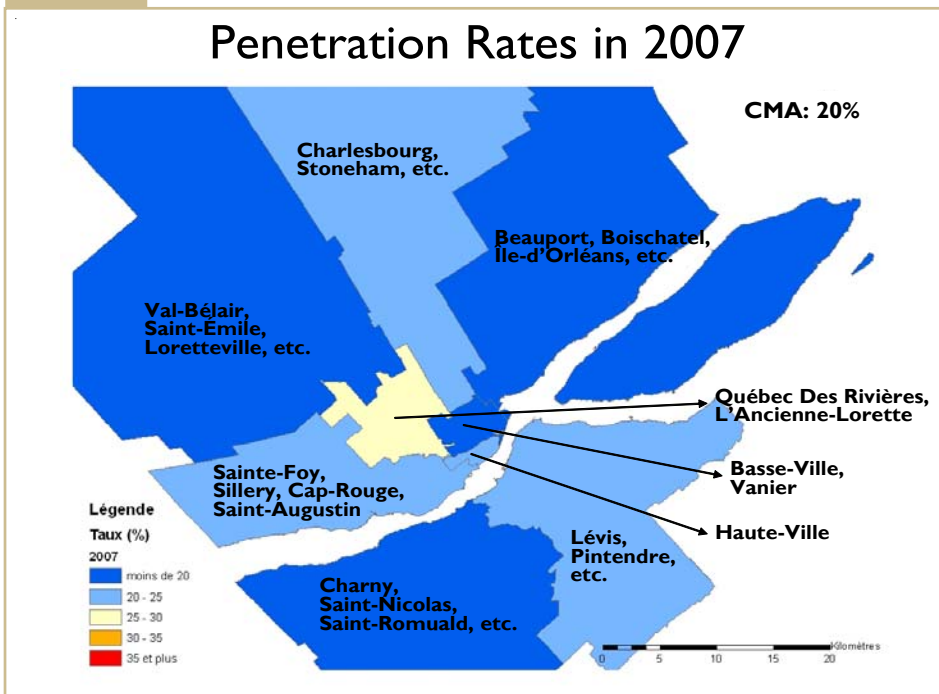 Penetration Rates in 2007
CMA: 20%
Charlesbourg,
Stoneham, etc.
Beauport, Boischatel,
Île-d'Orléans, etc.
Val-Bélair,
Saint-Émile,
Loretteville, etc.
Québec Des Rivières,
L'Ancienne-Lorette
Sainte-Foy,
Sillery, Cap-Rouge,
Saint-Augustin
Basse-Ville,
Vanier
Haute-Ville
Lévis,
Pintendre,
etc.
Charny,
Saint-Nicolas,
Saint-Romuald, etc.
Légende
Taux (%)
2007
moins de 20
20 - 25
25 - 30
30 - 35
35 et plus
Kilomètres
0 5 10 15 20